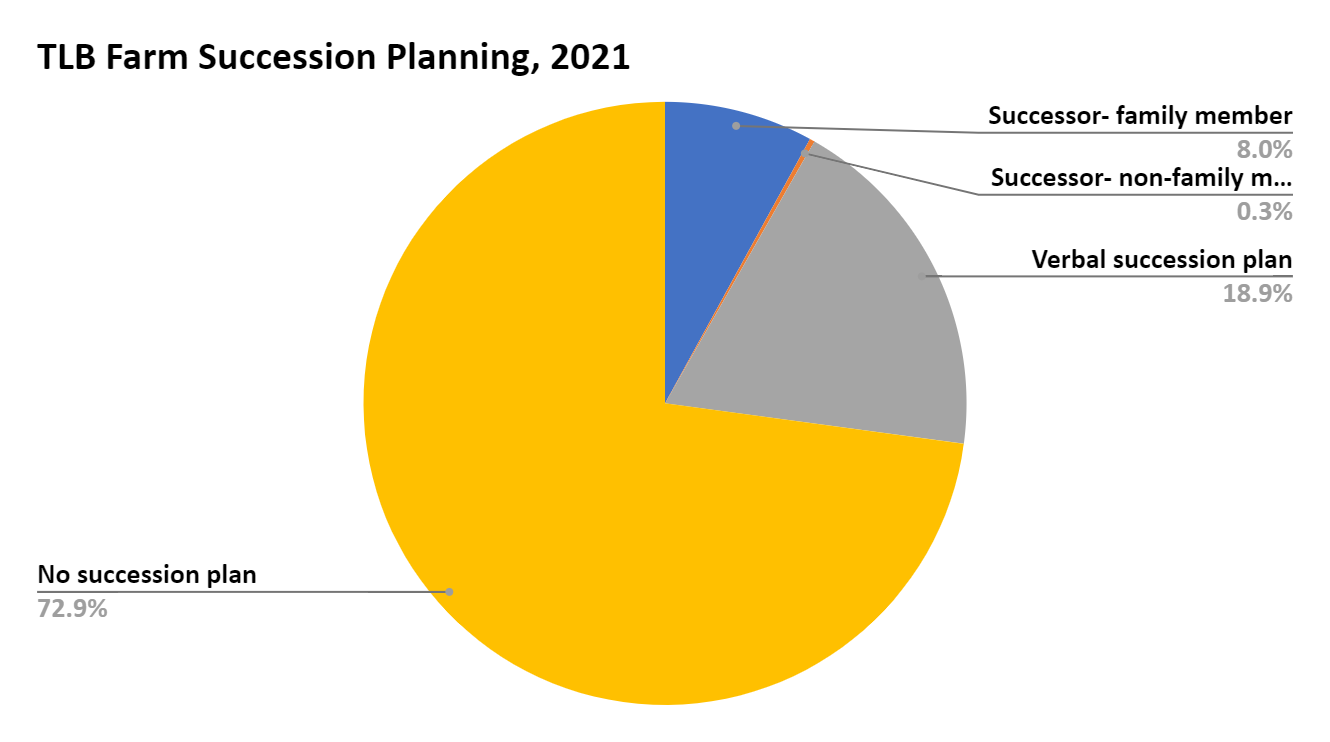 TLB Farm Succession Planning, 2021
Successor- family member
8.0%
Successor- non-family m...
0.3%
Verbal succession plan
18.9%
No succession plan
72.9%